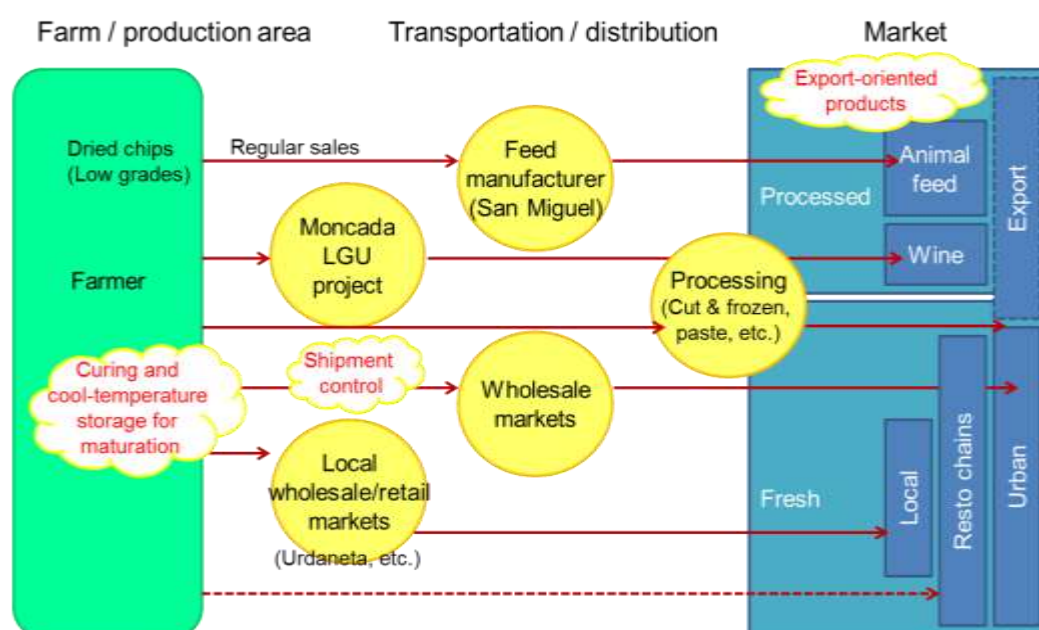 Farm / production area
Transportation / distribution
Market
Export-oriented
products
Dried chips
(Low grades)
Regular sales
Feed
manufacturer
(San Miguel)
Animal
feed
Processed
Export
Moncada
LGU
project
Wine
Farmer
Processing
(Cut & frozen,
paste, etc.)
Curing and
cool-temperature
storage for
maturation
Shipment
control
Wholesale
markets
Local
wholesale/retail
markets
(Urdaneta, etc.)
Fresh
Local
Resto chains
Urban